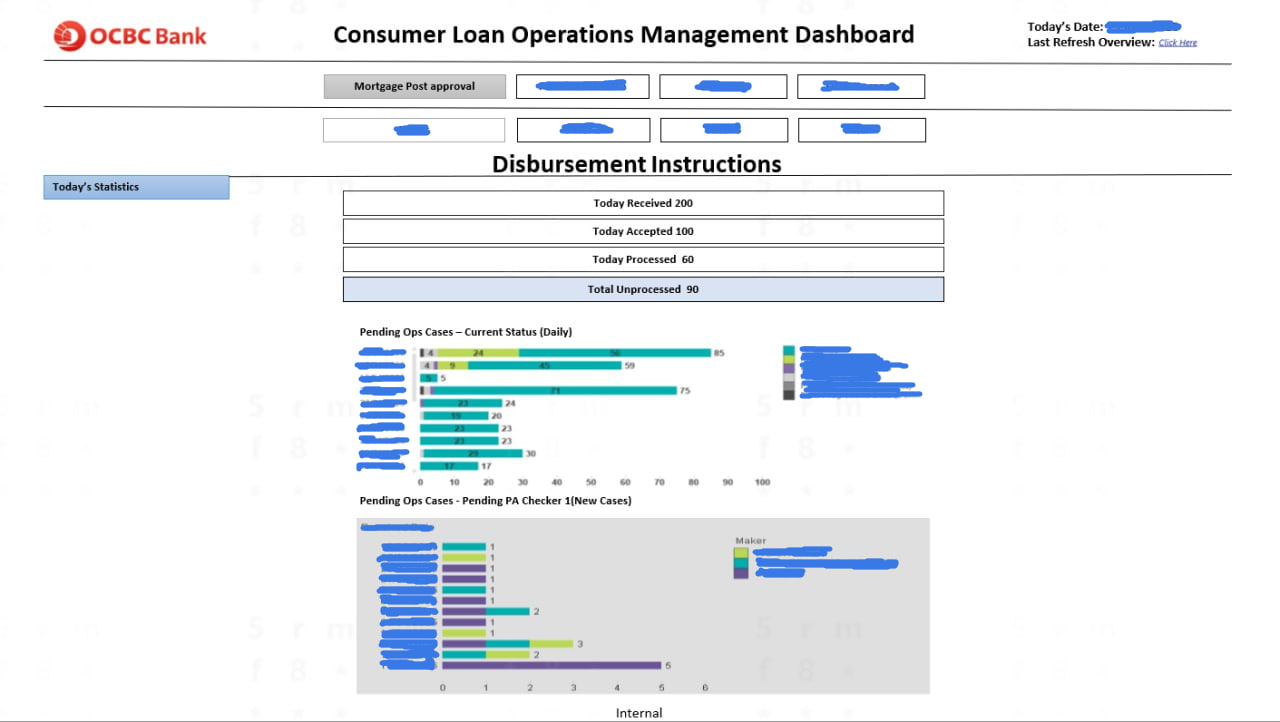 OCBC Bank
Consumer Loan Operations Management Dashboard
Today's Date:
Last Refresh Overview: Click Here
Mortgage Post approval
Disbursement Instructions
Today's Statistics
Today Received 200
Today Accepted 100
Today Processed 60
Total Unprocessed 90
Pending Ops Cases – Current Status (Daily)
4 24 56 85
4 9 45 59
5 5
71 75
23 24
19 20
23 23
23 23
29 30
17 17
0 10 20 30 40 50 60 70 80 90 100
Pending Ops Cases - Pending PA Checker 1(New Cases)
Maker
1
1
1
1
1
1
2
1
1
3
2
5
0 1 2 3 4 5 6
Internal